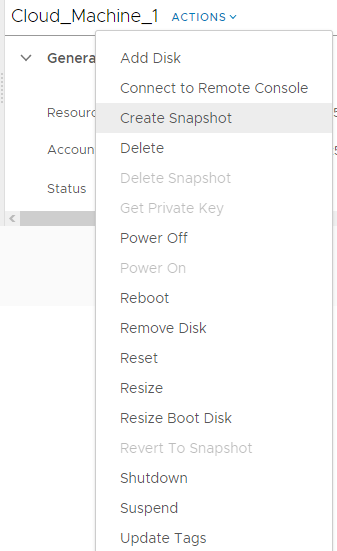 Cloud_Machine_1 ACTIONS
Genera
Add Disk
Connect to Remote Console
Resourc
Create Snapshot
Accoun
Delete
Delete Snapshot
Status
Get Private Key
Power Off
Power On
Reboot
Remove Disk
Reset
Resize
Resize Boot Disk
Revert To Snapshot
Shutdown
Suspend
Update Tags